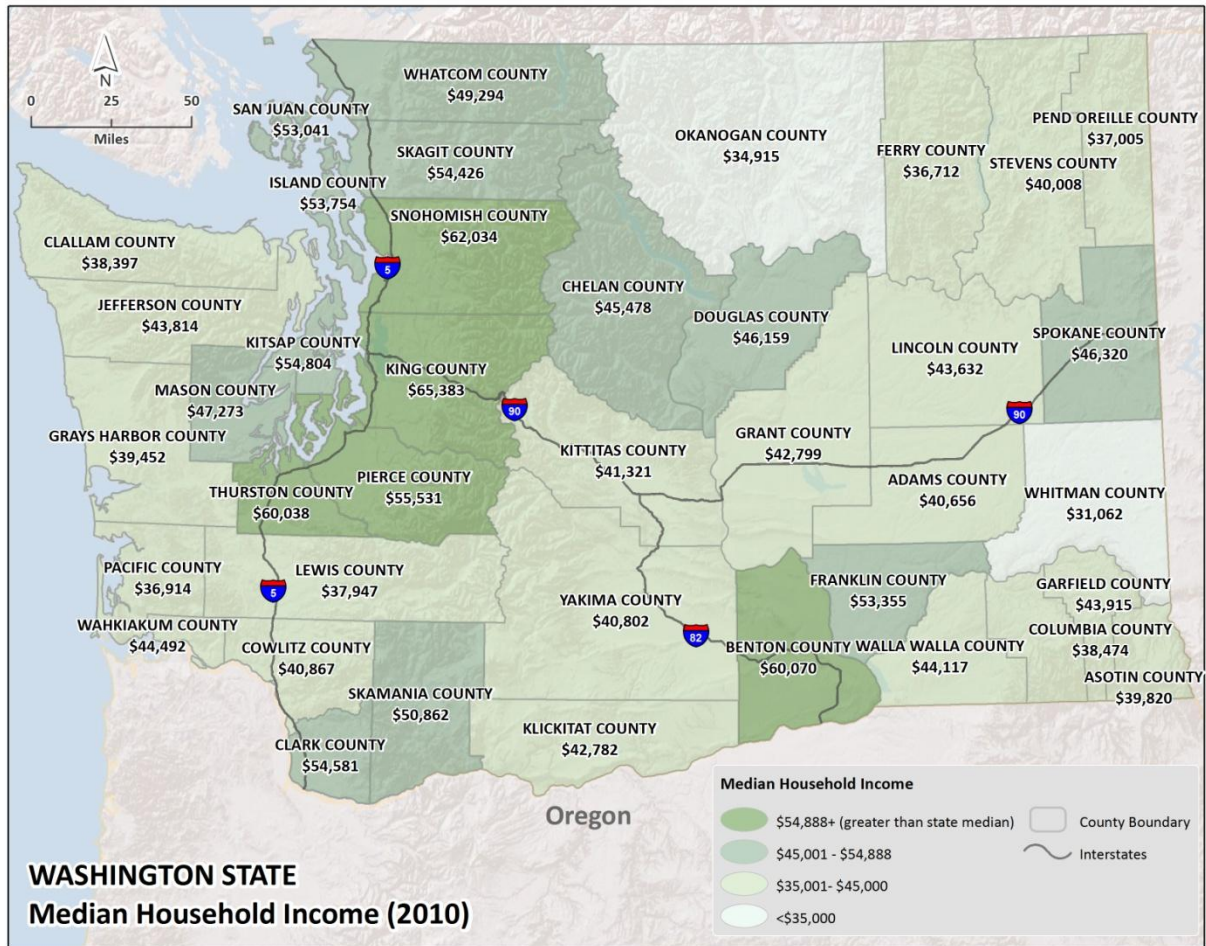 N
0 25 50
Miles
WHATCOM COUNTY
$49,294
SAN JUAN COUNTY
$53,041
SKAGIT COUNTY
$54,426
ISLAND COUNTY
$53,754
OKANOGAN COUNTY
$34,915
FERRY COUNTY
$36,712
PEND OREILLE COUNTY
$37,005
STEVENS COUNTY
$40,008
SNOHOMISH COUNTY
$62,034
CLALLAM COUNTY
$38,397
5
JEFFERSON COUNTY
$43,814
CHELAN COUNTY
$45,478
DOUGLAS COUNTY
$46,159
KITSAP COUNTY
$54,804
LINCOLN COUNTY
$43,632
SPOKANE COUNTY
$46,320
MASON COUNTY
$47,273
KING COUNTY
$65,383
90
90
GRAYS HARBOR COUNTY
$39,452
KITTITAS COUNTY
$41,321
GRANT COUNTY
$42,799
THURSTON COUNTY
$60,038
PIERCE COUNTY
$55,531
ADAMS COUNTY
$40,656
WHITMAN COUNTY
$31,062
PACIFIC COUNTY
$36,914
LEWIS COUNTY
$37,947
5
YAKIMA COUNTY
$40,802
82
FRANKLIN COUNTY
$53,355
GARFIELD COUNTY
$43,915
WAHKIAKUM COUNTY
$44,492
COWLITZ COUNTY
$40,867
BENTON COUNTY
$60,070
WALLA WALLA COUNTY
$44,117
COLUMBIA COUNTY
$38,474
ASOTIN COUNTY
$39,820
SKAMANIA COUNTY
$50,862
KLICKITAT COUNTY
$42,782
CLARK COUNTY
$54,581
Oregon
Median Household Income
$54,888+ (greater than state median)
$45,001 - $54,888
$35,001- $45,000
<$35,000
County Boundary
Interstates
WASHINGTON STATE
Median Household Income (2010)